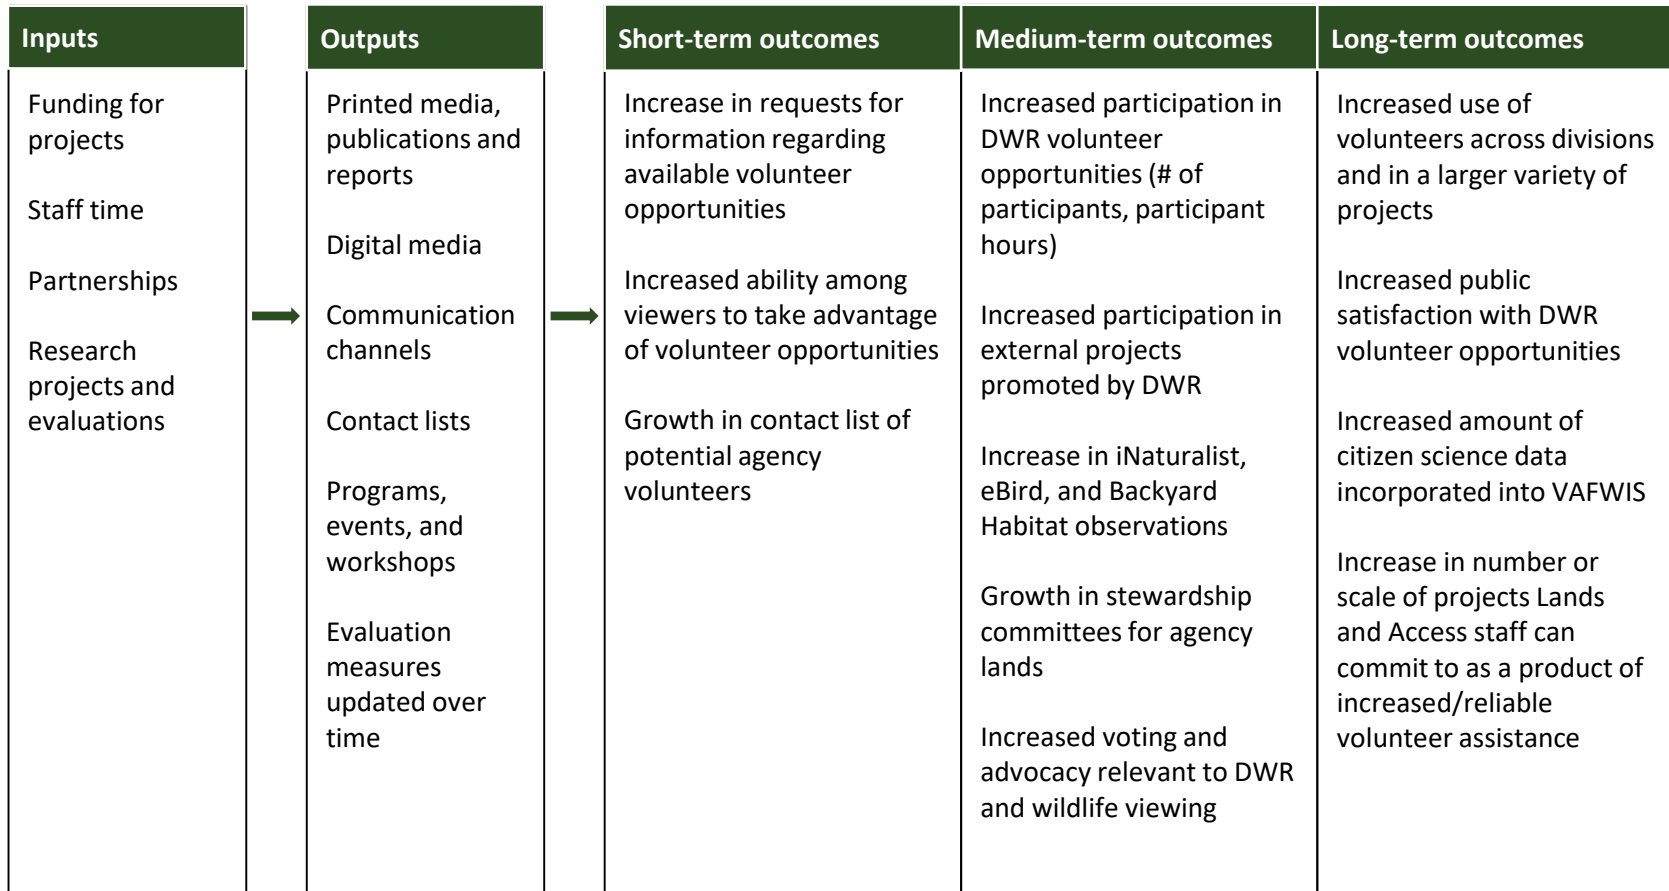 Inputs
Funding for
projects
Staff time
Partnerships
Research
projects and
evaluations
Outputs
Printed media,
publications and
reports
Digital media
Communication
channels
Contact lists
Programs,
events, and
workshops
Evaluation
measures
updated over
time
Short-term outcomes
Increase in requests for
information regarding
available volunteer
opportunities
Increased ability among
viewers to take advantage
of volunteer opportunities
Growth in contact list of
potential agency
volunteers
Medium-term outcomes
Increased participation in
DWR volunteer
opportunities (# of
participants, participant
hours)
Increased participation in
external projects
promoted by DWR
Increase in iNaturalist,
eBird, and Backyard
Habitat observations
Growth in stewardship
committees for agency
lands
Increased voting and
advocacy relevant to DWR
and wildlife viewing
Long-term outcomes
Increased use of
volunteers across divisions
and in a larger variety of
projects
Increased public
satisfaction with DWR
volunteer opportunities
Increased amount of
citizen science data
incorporated into VAFWIS
Increase in number or
scale of projects Lands
and Access staff can
commit to as a product of
increased/reliable
volunteer assistance